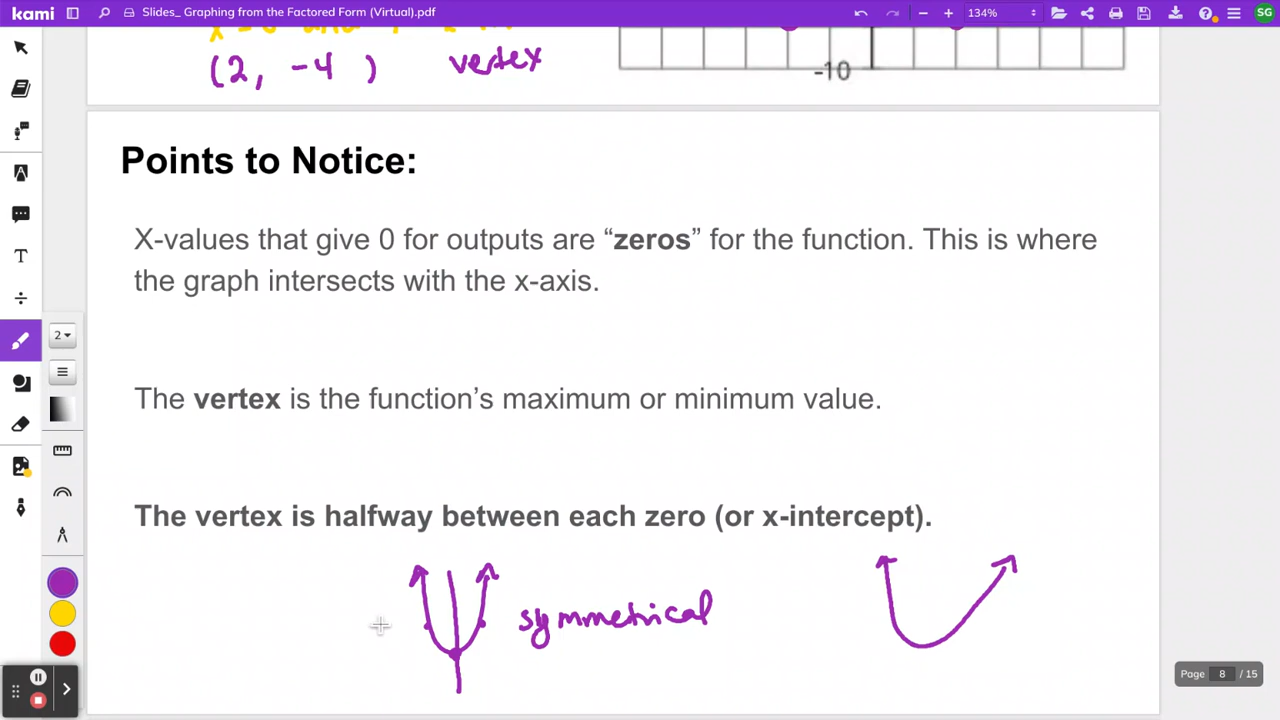 kami
Slides_ Graphing from the Factored Form (Virtual).pdf
134%
SG
(2, -4 ) vertex
-10
Points to Notice:
X-values that give 0 for outputs are “zeros” for the function. This is where
the graph intersects with the x-axis.
The vertex is the function’s maximum or minimum value.
The vertex is halfway between each zero (or x-intercept).
symmetrical
2
Page 8 / 15